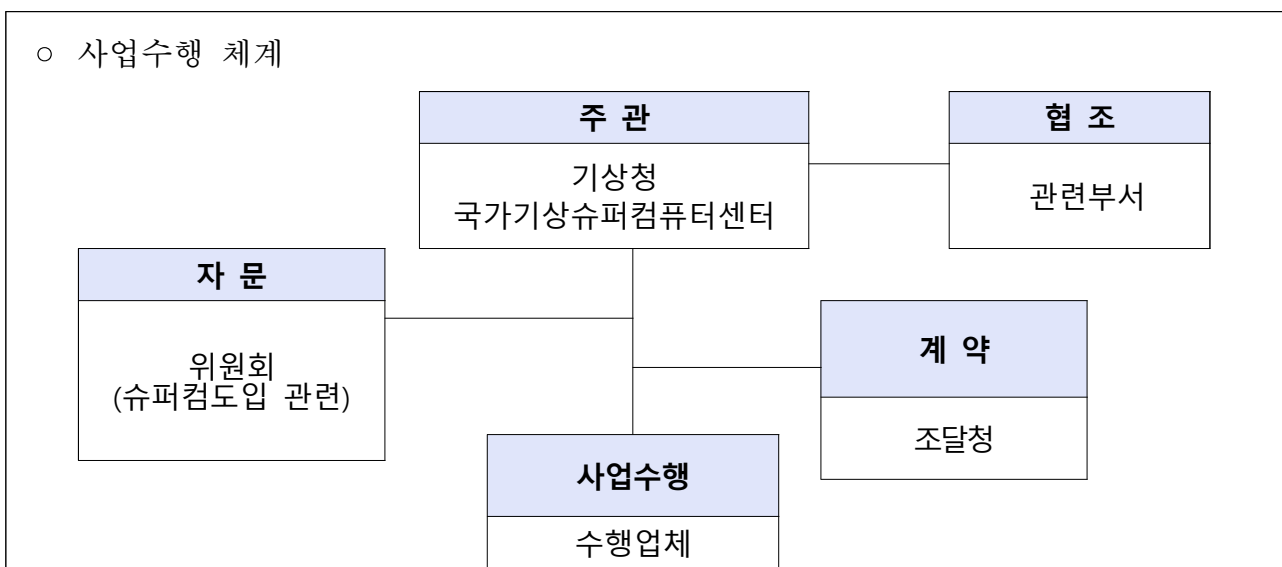 ○ 사업수행 체계
주 관
기상청
국가기상슈퍼컴퓨터센터
협 조
관련부서
자 문
위원회
(슈퍼컴도입 관련)
계 약
조달청
사업수행
수행업체